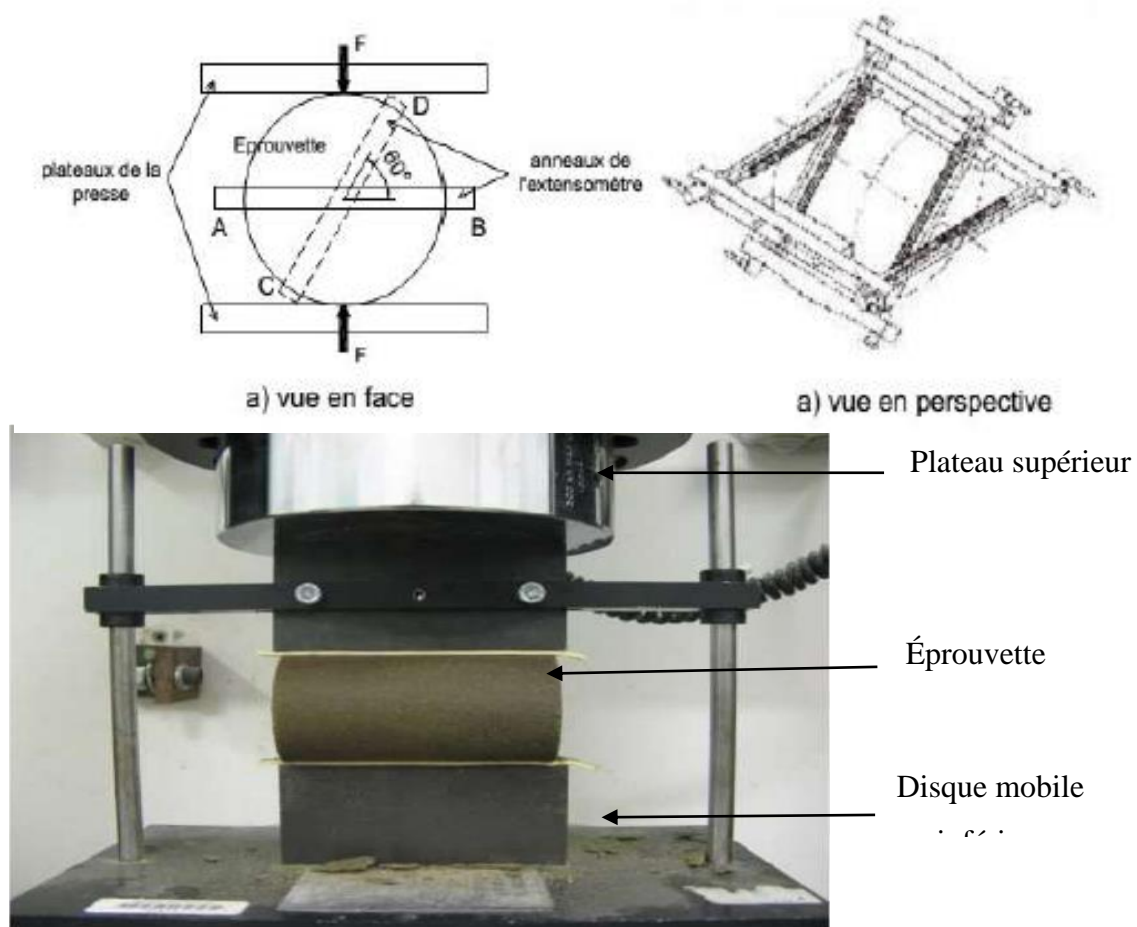 F
D
Eprouvette
60°
plateaux de la
presse
anneaux de
l'extensomètre
A
B
C
F
a) vue en face
a) vue en perspective
Plateau supérieur
Éprouvette
Disque mobile